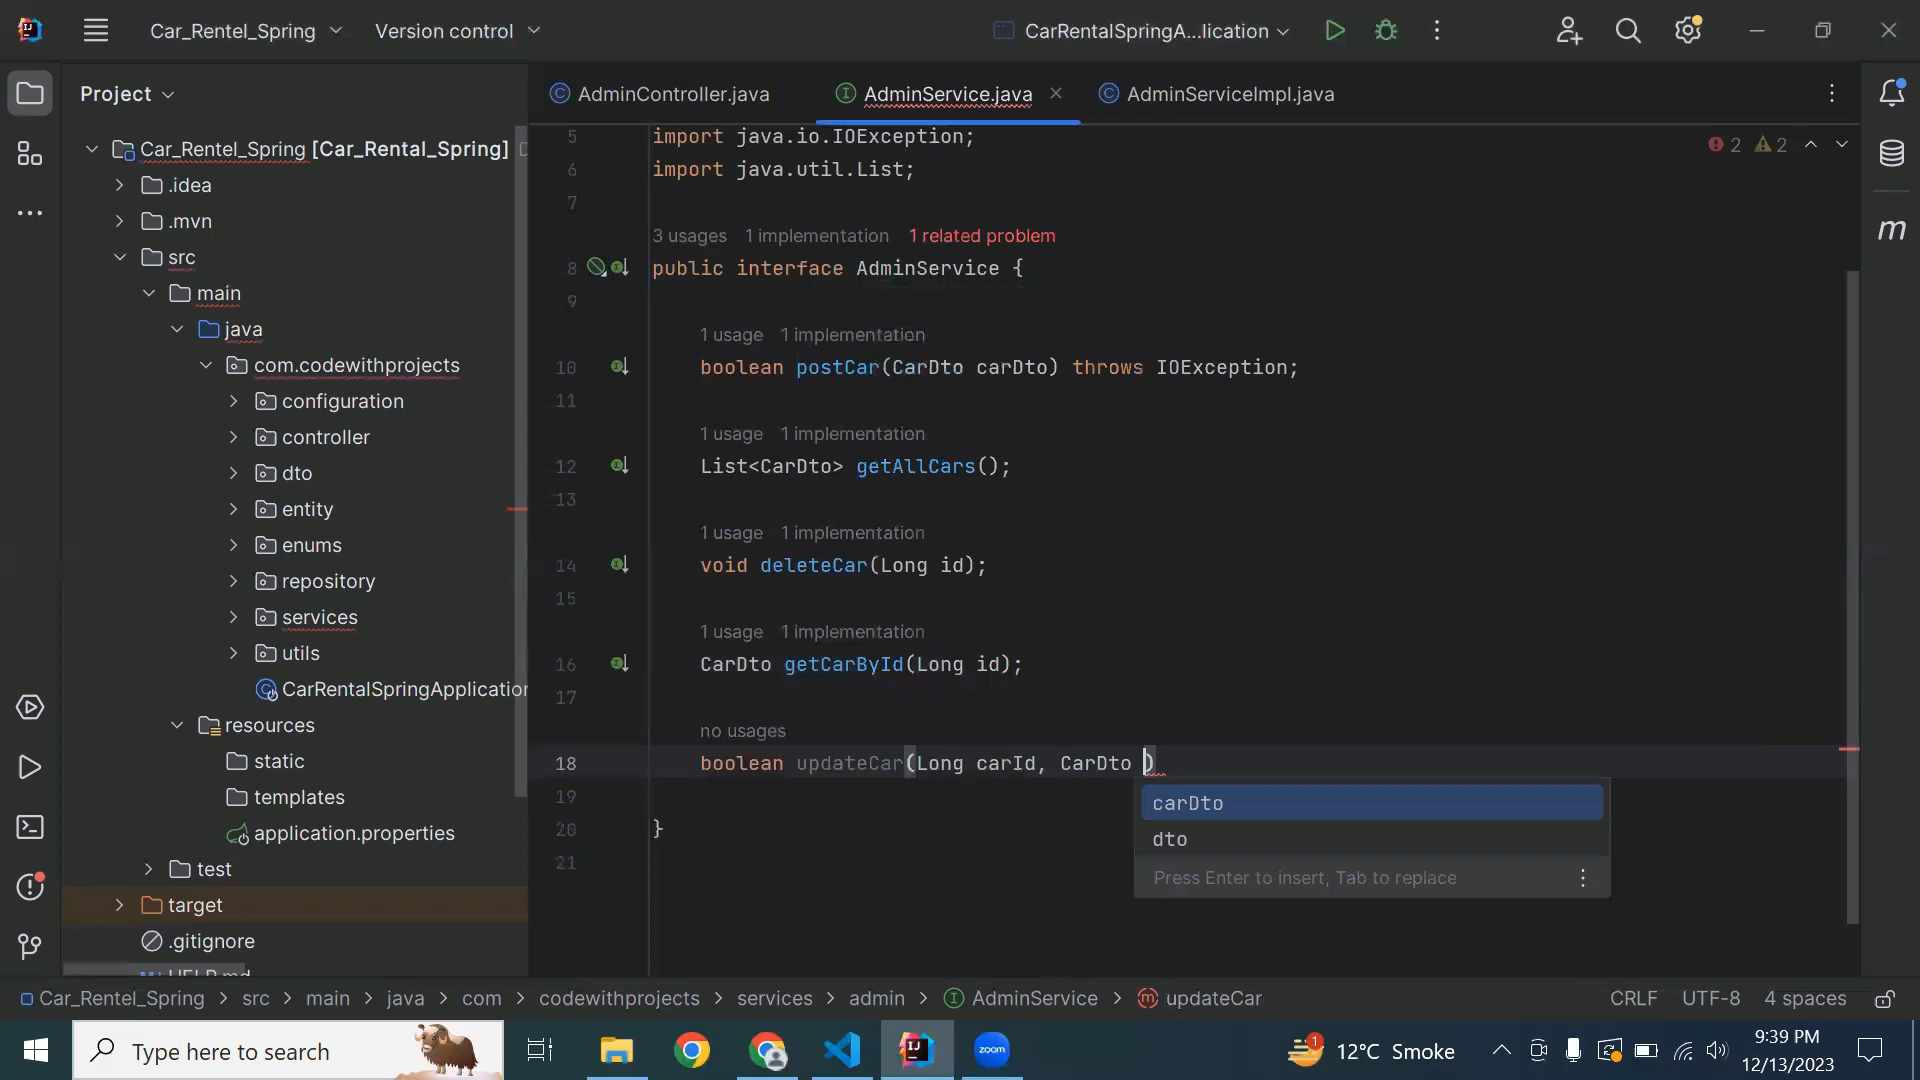 Car_Rentel_Spring
Version control
CarRentalSpringA...lication
Project
AdminController.java
AdminService.java
AdminServiceImpl.java
Car_Rentel_Spring [Car_Rental_Spring]
.idea
.mvn
src
main
java
com.codewithprojects
configuration
controller
dto
entity
enums
repository
services
utils
CarRentalSpringApplication
resources
static
templates
application.properties
test
target
.gitignore
HELP.md
2 2
5 import java.io.IOException;
6 import java.util.List;
7
3 usages 1 implementation 1 related problem
8 public interface AdminService {
9
1 usage 1 implementation
10 boolean postCar(CarDto carDto) throws IOException;
11
1 usage 1 implementation
12 List<CarDto> getAllCars();
13
1 usage 1 implementation
14 void deleteCar(Long id);
15
1 usage 1 implementation
16 CarDto getCarById(Long id);
17
no usages
18 boolean updateCar(Long carId, CarDto )
19
20 }
21
carDto
dto
Press Enter to insert, Tab to replace
m
Car_Rentel_Spring > src > main > java > com > codewithprojects > services > admin > AdminService > updateCar
CRLF UTF-8 4 spaces
Type here to search
zoom
1
12°C Smoke
9:39 PM
12/13/2023